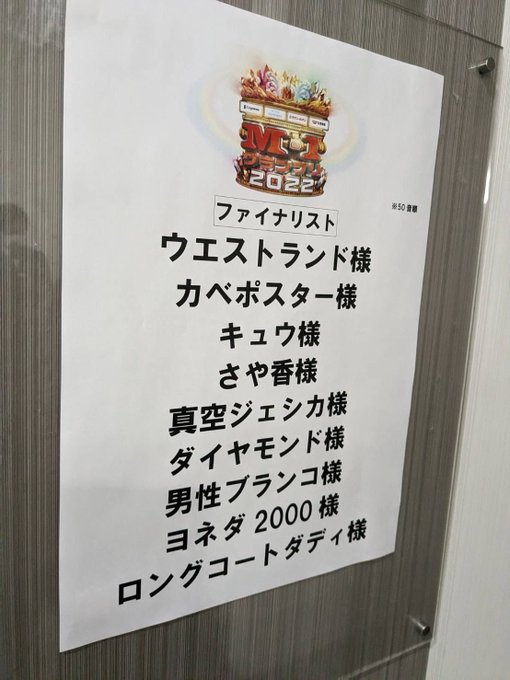 M-1
グランプリ
2022
※50音順
ファイナリスト
ウエストランド様
カベポスター様
キュウ様
さや香様
真空ジェシカ様
ダイヤモンド様
男性ブランコ様
ヨネダ2000様
ロングコートダディ様